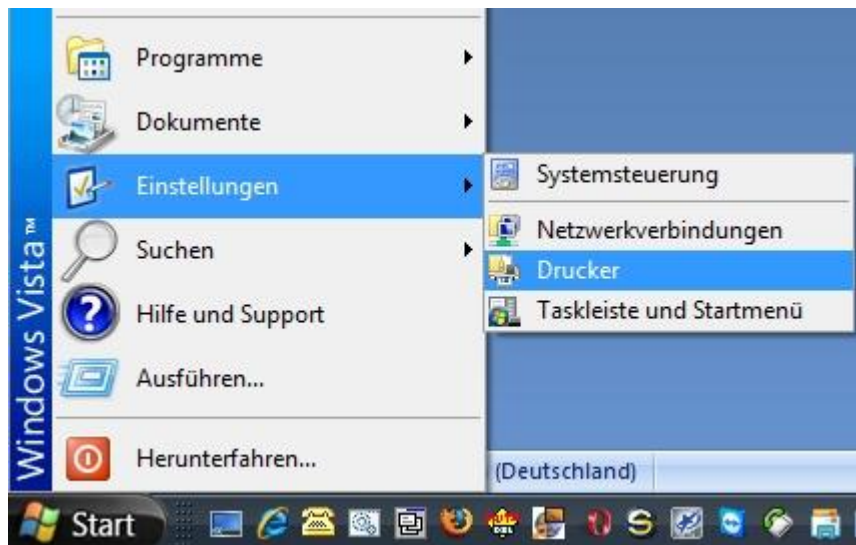 Programme
Dokumente
Einstellungen
Suchen
Hilfe und Support
Ausführen...
Herunterfahren...
Windows Vista™
Systemsteuerung
Netzwerkverbindungen
Drucker
Taskleiste und Startmenü
(Deutschland)
Start